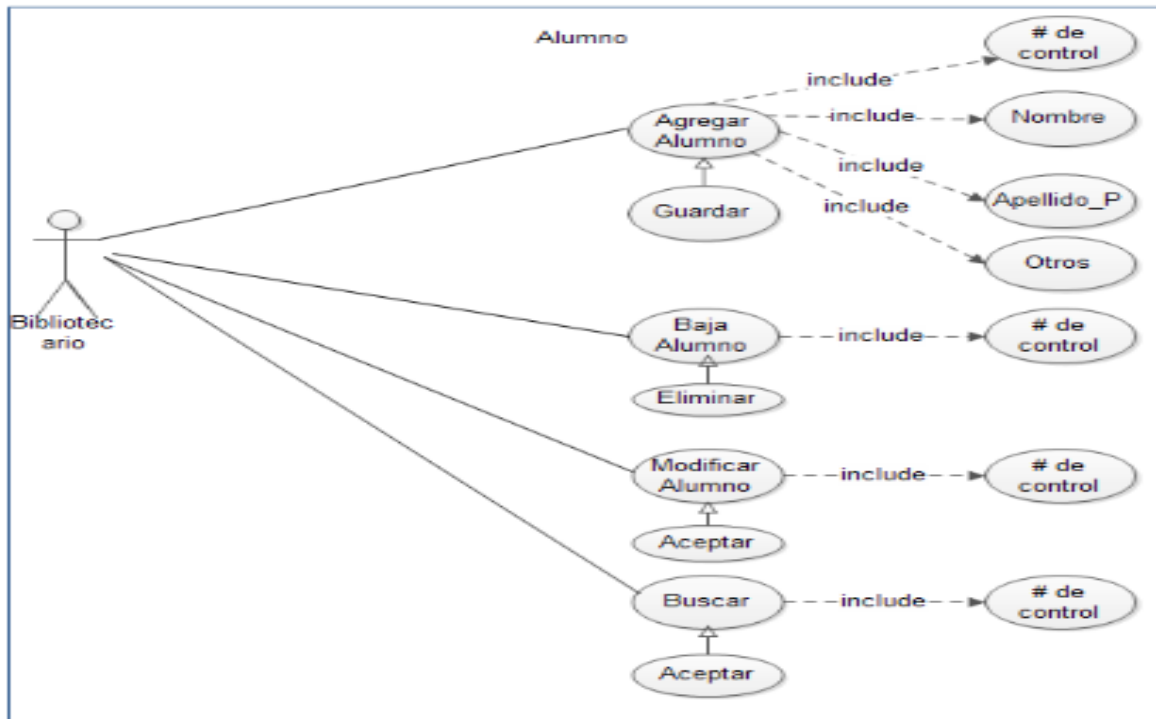 Alumno
# de
control
include
Agregar
Alumno
include
Nombre
include
Apellido_P
Guardar
include
Otros
Bibliotec
ario
Baja
Alumno
include
# de
control
Eliminar
Modificar
Alumno
include
# de
control
Aceptar
Buscar
include
# de
control
Aceptar